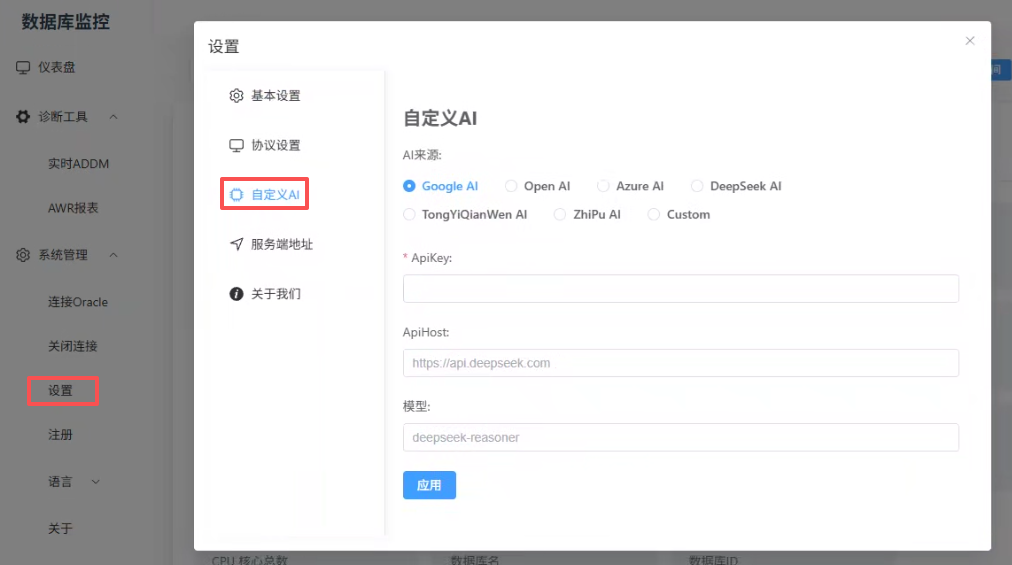 数据库监控
仪表盘
诊断工具
实时ADDM
AWR报表
系统管理
连接Oracle
关闭连接
设置
注册
语言
关于
设置
基本设置
协议设置
自定义AI
服务端地址
关于我们
自定义AI
AI来源:
Google AI Open AI Azure AI DeepSeek AI
TongYiQianWen AI ZhiPu AI Custom
* ApiKey:
ApiHost:
https://api.deepseek.com
模型:
deepseek-reasoner
应用
CPU 核心总数 数据库名 数据库ID